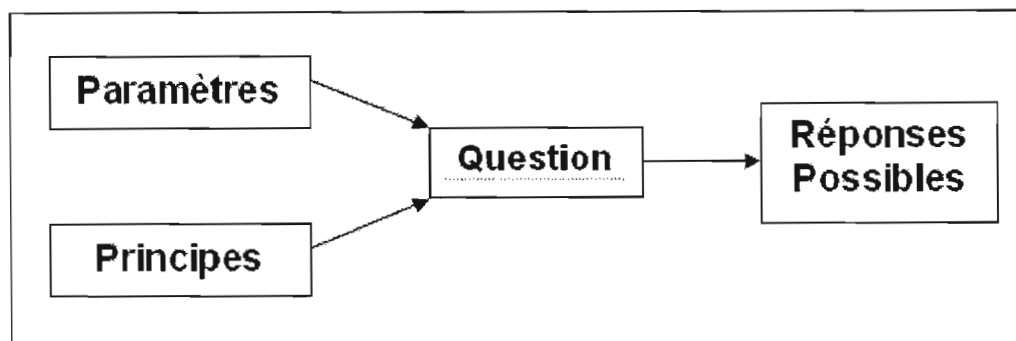 Paramètres
Principes
Question
Réponses
Possibles